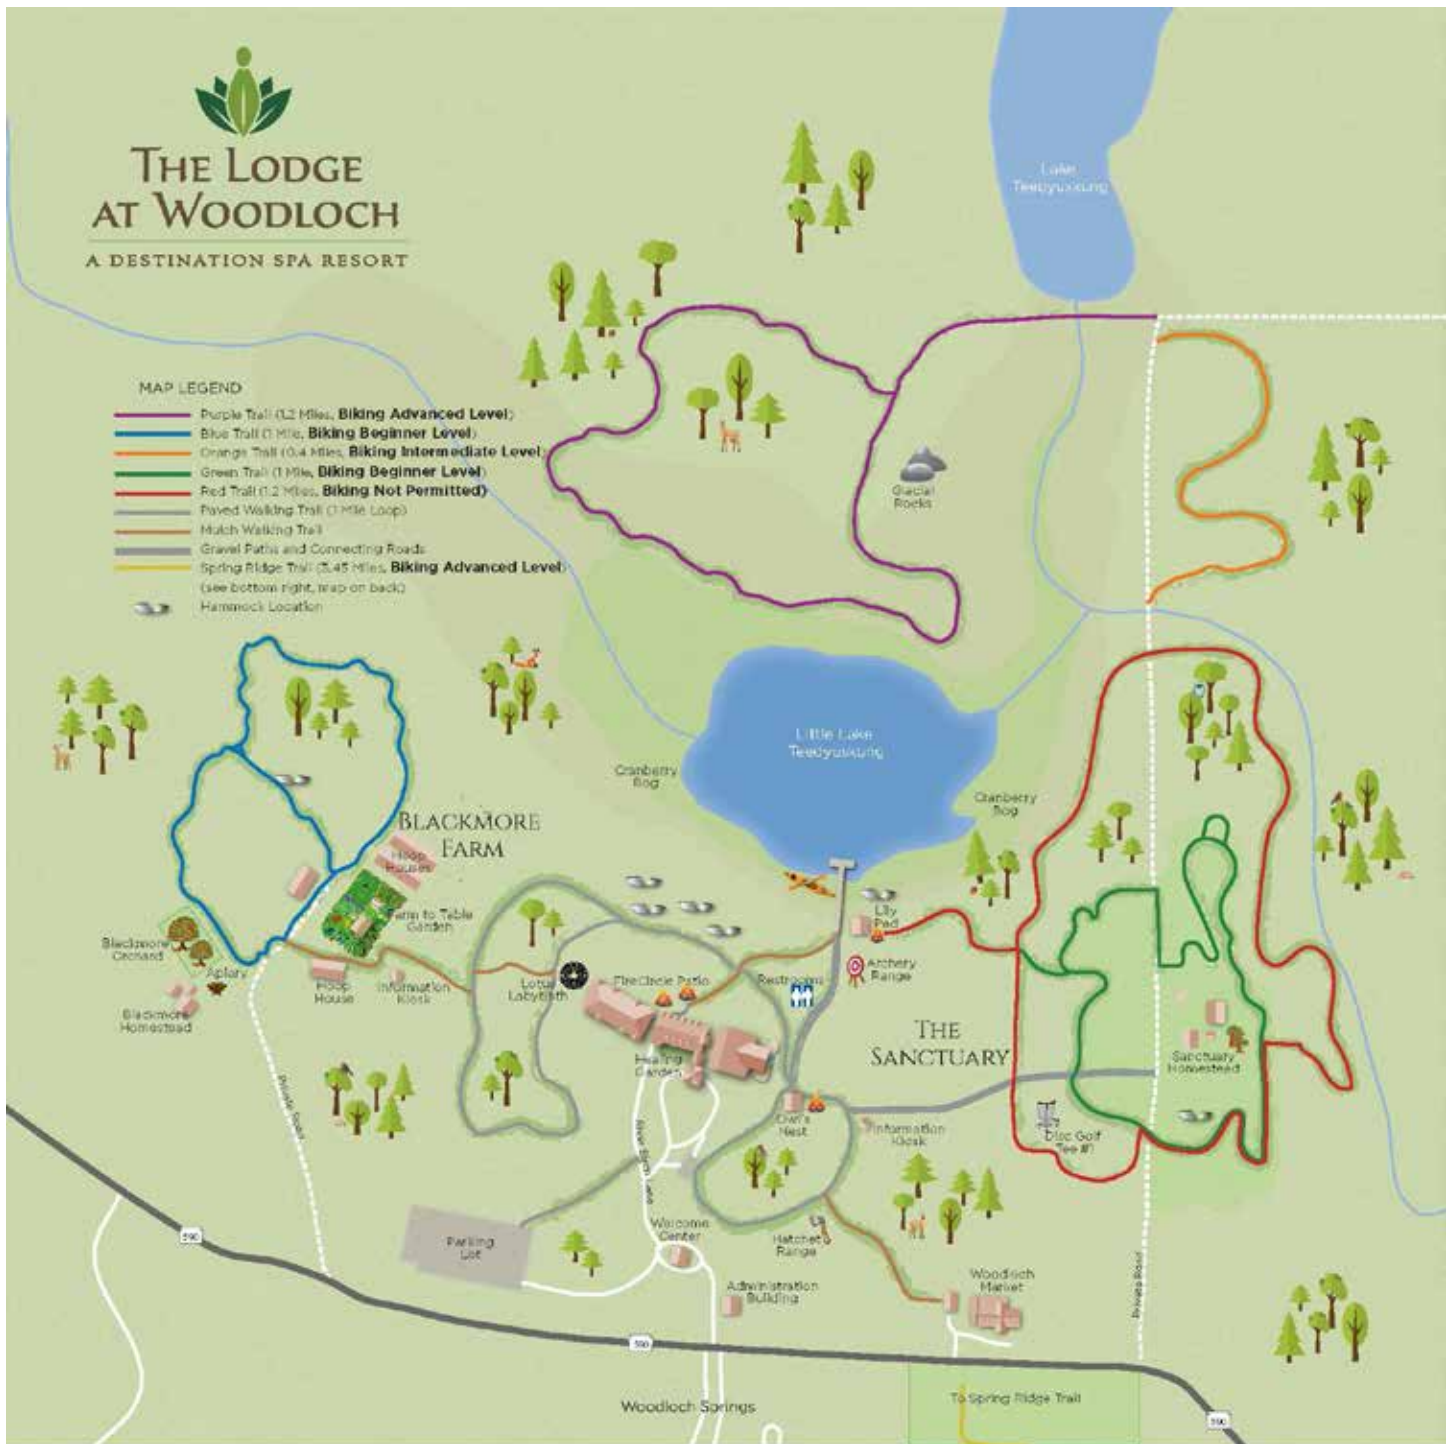 THE LODGE
AT WOODLOCH
A DESTINATION SPA RESORT
Lake
Teedyuskung
MAP LEGEND
Purple Trail (1.2 Miles, Biking Advanced Level)
Blue Trail (1 Mile, Biking Beginner Level)
Orange Trail (0.4 Miles, Biking Intermediate Level)
Green Trail (1 Mile, Biking Beginner Level)
Red Trail (1.2 Miles, Biking Not Permitted)
Paved Walking Trail (1 Mile Loop)
Mulch Walking Trail
Gravel Paths and Connecting Roads
Spring Ridge Trail (3.45 Miles, Biking Advanced Level)
(see bottom right, map on back)
Hammock Location
Glacial
Rocks
Little Lake
Teedyuskung
Cranberry
Bog
Cranberry
Bog
BLACKMORE
FARM
Hoop
Houses
Farm to Table
Garden
Blackmore
Orchard
Apiary
Blackmore
Homestead
Hoop
House
Information
Kiosk
Lotus
Labyrinth
FireCircle Patio
Restrooms
Lily
Pad
Archery
Range
Healing
Garden
THE
SANCTUARY
Sanctuary
Homestead
Owl's
Nest
Information
Kiosk
Disc Golf
Tee #1
Private Road
River Birch Lane
Parking
Lot
Welcome
Center
Hatchet
Range
Administration
Building
Woodloch
Market
Private Road
590
590
590
Woodloch Springs
To Spring Ridge Trail